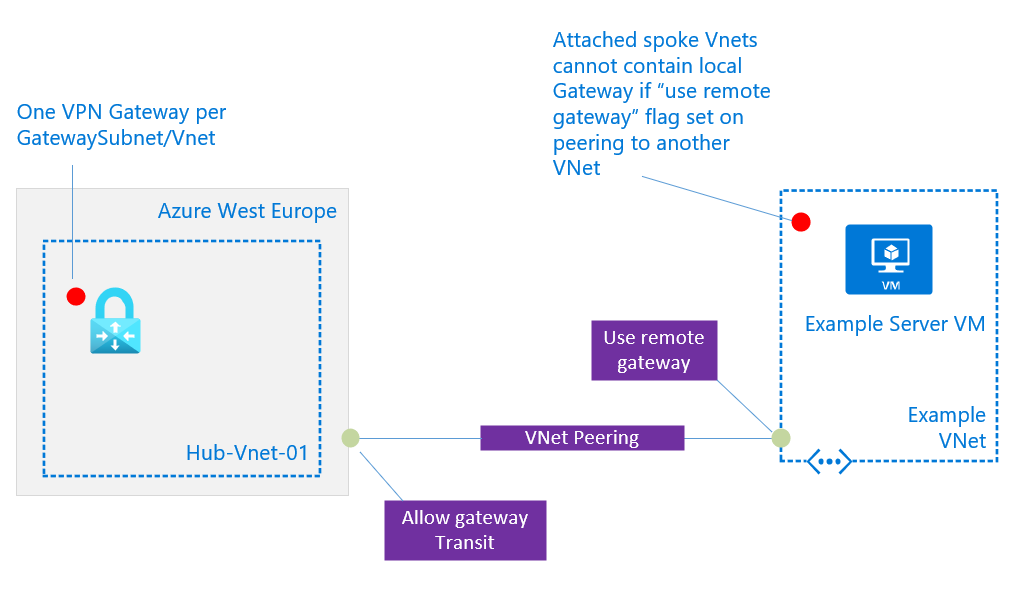 Attached spoke Vnets
cannot contain local
Gateway if “use remote
gateway” flag set on
peering to another
VNet
One VPN Gateway per
GatewaySubnet/Vnet
Azure West Europe
VM
Example Server VM
Use remote
gateway
Example
VNet
VNet Peering
Hub-Vnet-01
Allow gateway
Transit